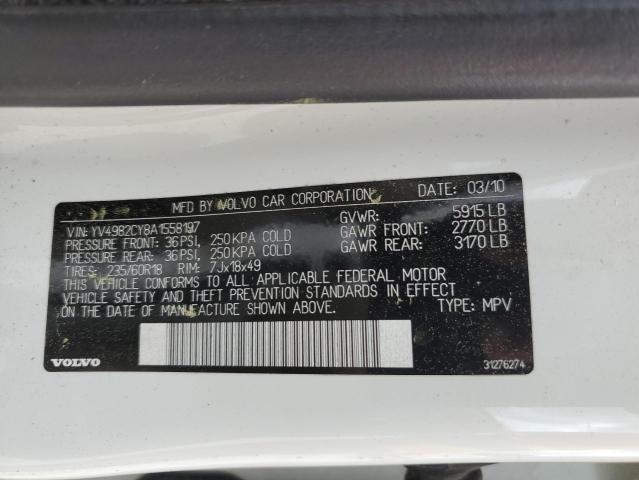 MFD BY VOLVO CAR CORPORATION DATE: 03/10
VIN: YV4982CY8A1558197 GVWR: 5915 LB
PRESSURE FRONT: 36 PSI, 250 KPA COLD GAWR FRONT: 2770 LB
PRESSURE REAR: 36 PSI, 250 KPA COLD GAWR REAR: 3170 LB
TIRES: 235/60R18 RIM: 7Jx18x49
THIS VEHICLE CONFORMS TO ALL APPLICABLE FEDERAL MOTOR
VEHICLE SAFETY AND THEFT PREVENTION STANDARDS IN EFFECT
ON THE DATE OF MANUFACTURE SHOWN ABOVE. TYPE: MPV
VOLVO 31276274